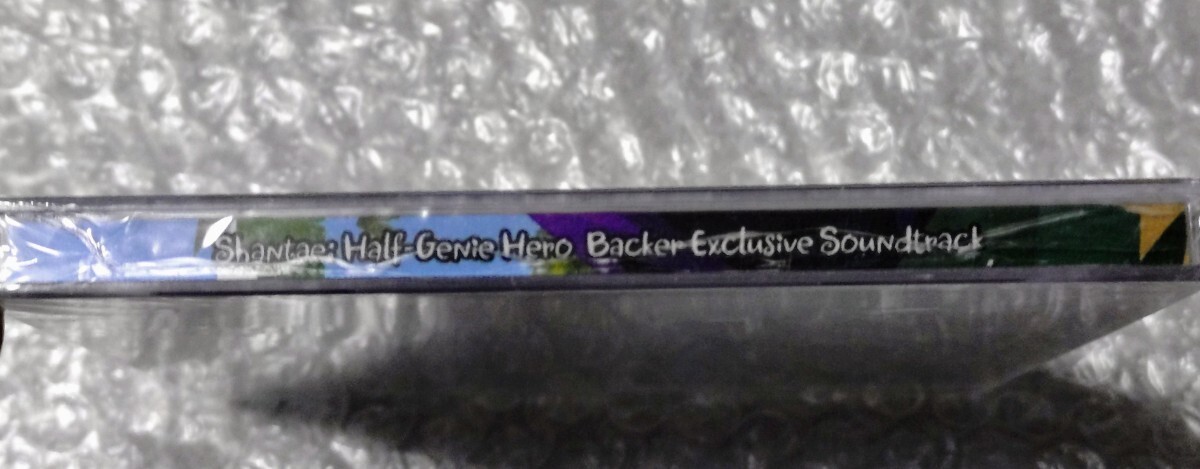 Shantae: Half-Genie Hero Backer Exclusive Soundtrack